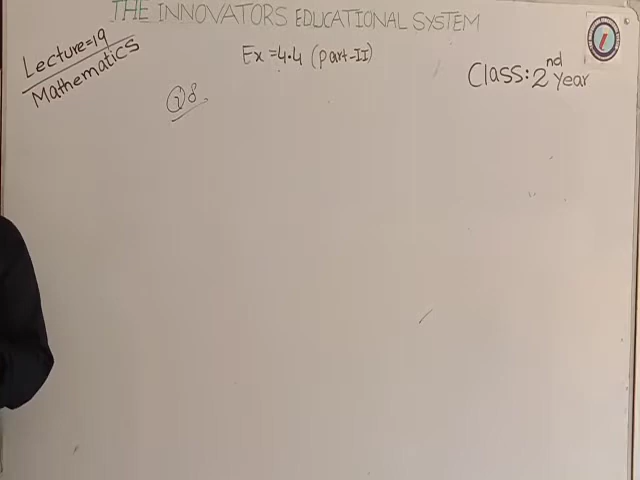 THE INNOVATORS EDUCATIONAL SYSTEM
Lecture=19
Mathematics
Ex=4.4 (part-II)
Class: 2nd year
Q8